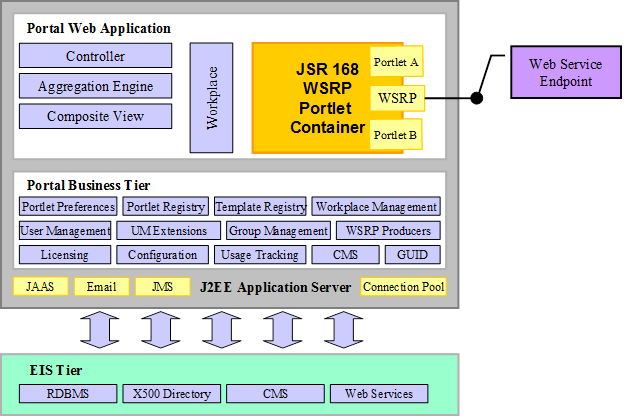 Portal Web Application
Controller
Aggregation Engine
Composite View
Workplace
JSR 168
WSRP
Portlet
Container
Portlet A
WSRP
Portlet B
Web Service
Endpoint
Portal Business Tier
Portlet Preferences
Portlet Registry
Template Registry
Workplace Management
User Management
UM Extensions
Group Management
WSRP Producers
Licensing
Configuration
Usage Tracking
CMS
GUID
JAAS
Email
JMS
J2EE Application Server
Connection Pool
EIS Tier
RDBMS
X500 Directory
CMS
Web Services